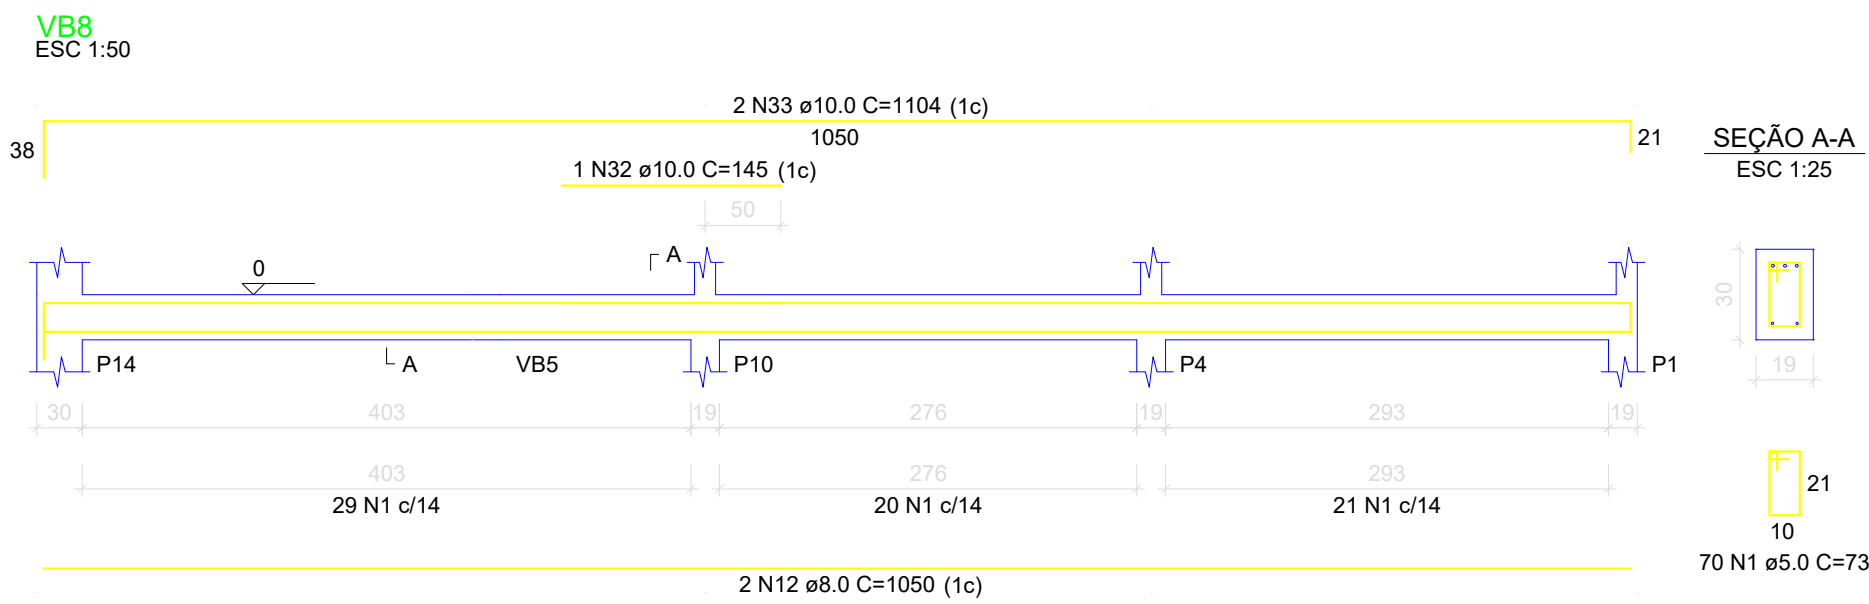 VB8
ESC 1:50
2 N33 ø10.0 C=1104 (1c)
38
1050
21
SEÇÃO A-A
ESC 1:25
1 N32 ø10.0 C=145 (1c)
50
A
0
30
P14
A
VB5
P10
P4
P1
19
30
403
19
276
19
293
19
403
276
293
29 N1 c/14
20 N1 c/14
21 N1 c/14
21
10
70 N1 ø5.0 C=73
2 N12 ø8.0 C=1050 (1c)